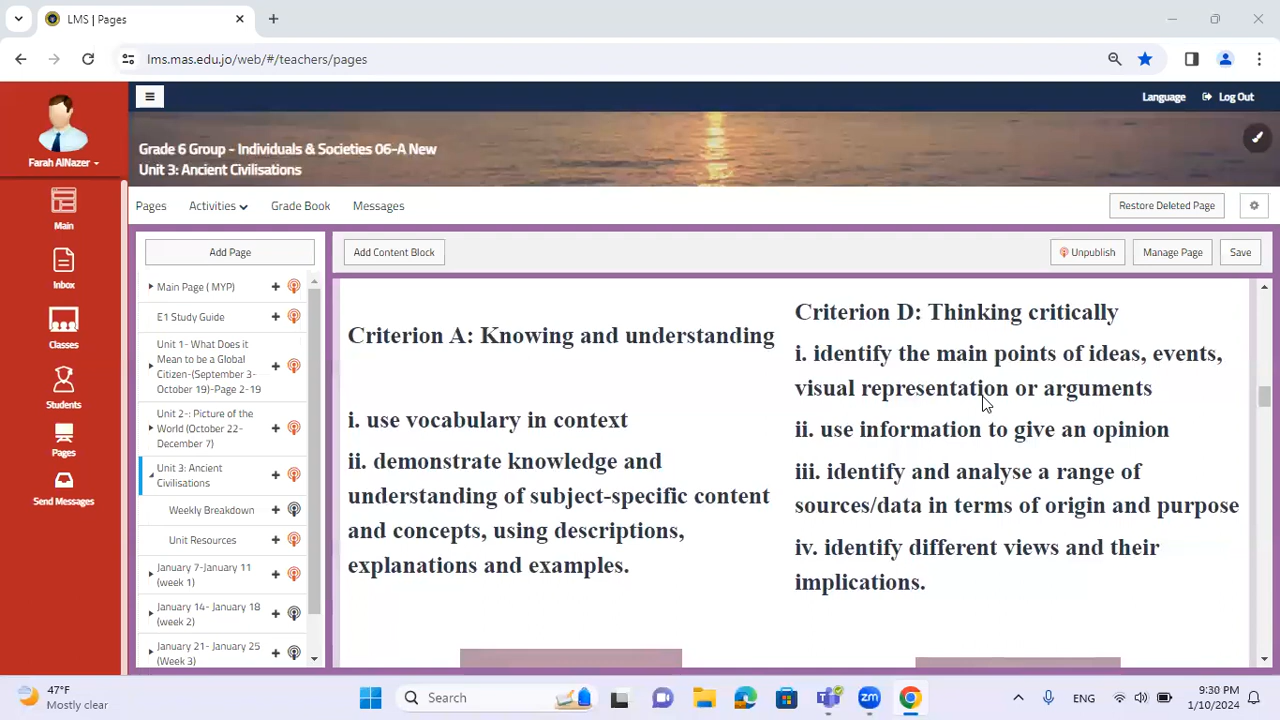 LMS | Pages
lms.mas.edu.jo/web/#/teachers/pages
Language
Log Out
Farah AlNazer
Grade 6 Group - Individuals & Societies 06-A New
Unit 3: Ancient Civilisations
Pages
Activities
Grade Book
Messages
Restore Deleted Page
Main
Inbox
Classes
Students
Pages
Send Messages
Add Page
Main Page ( MYP)
E1 Study Guide
Unit 1- What Does it
Mean to be a Global
Citizen-(September 3-
October 19)-Page 2-19
Unit 2-: Picture of the
World (October 22-
December 7)
Unit 3: Ancient
Civilisations
Weekly Breakdown
Unit Resources
January 7-January 11
(week 1)
January 14- January 18
(week 2)
January 21- January 25
(Week 3)
Add Content Block
Unpublish
Manage Page
Save
Criterion A: Knowing and understanding
i. use vocabulary in context
ii. demonstrate knowledge and
understanding of subject-specific content
and concepts, using descriptions,
explanations and examples.
Criterion D: Thinking critically
i. identify the main points of ideas, events,
visual representation or arguments
ii. use information to give an opinion
iii. identify and analyse a range of
sources/data in terms of origin and purpose
iv. identify different views and their
implications.
47°F
Mostly clear
Search
ENG
9:30 PM
1/10/2024